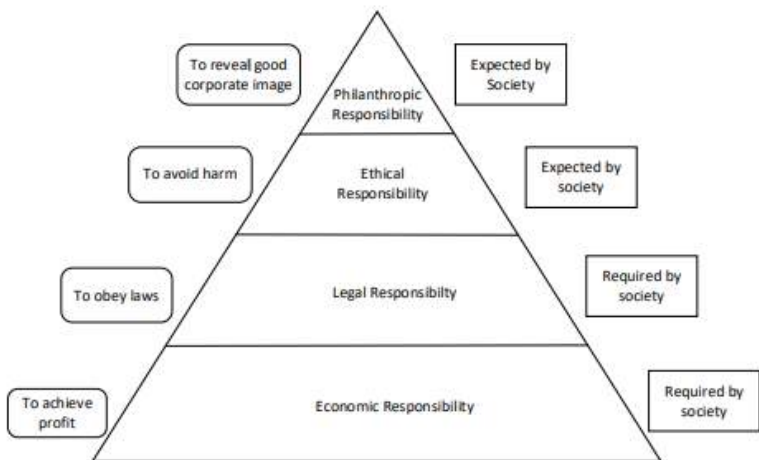 To reveal good
corporate image
Philanthropic
Responsibility
Expected by
Society
To avoid harm
Ethical
Responsibility
Expected by
society
To obey laws
Legal Responsibilty
Required by
society
To achieve
profit
Economic Responsibility
Required by
society